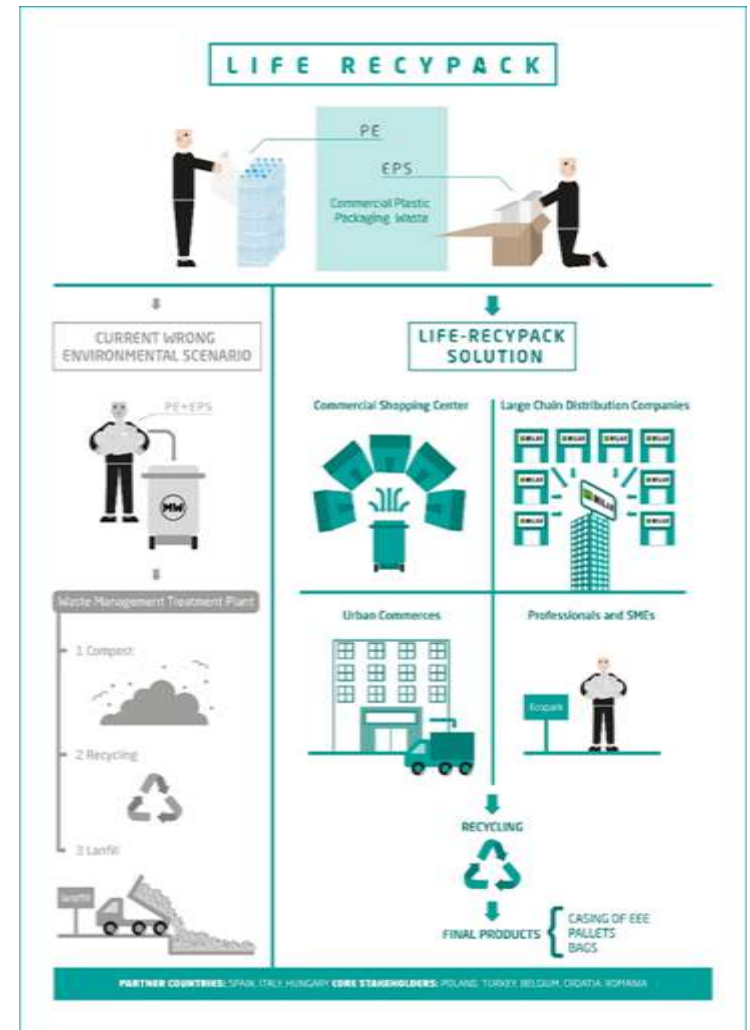 LIFE RECYPACK
PE
EPS
Commercial Plastic
Packaging Waste
CURRENT WRONG
ENVIRONMENTAL SCENARIO
PE+EPS
MW
Waste Management Treatment Plant
1 Compost
2 Recycling
3 Lanfill
LIFE-RECYPACK
SOLUTION
Commercial Shopping Center
Large Chain Distribution Companies
Urban Commerces
Professionals and SMEs
Ecopark
RECYCLING
FINAL PRODUCTS
CASING OF EEE
PALLETS
BAGS
PARTNER COUNTRIES: SPAIN, ITALY, HUNGARY CORE STAKEHOLDERS: POLAND, TURKEY, BELGIUM, CROATIA, ROMANIA